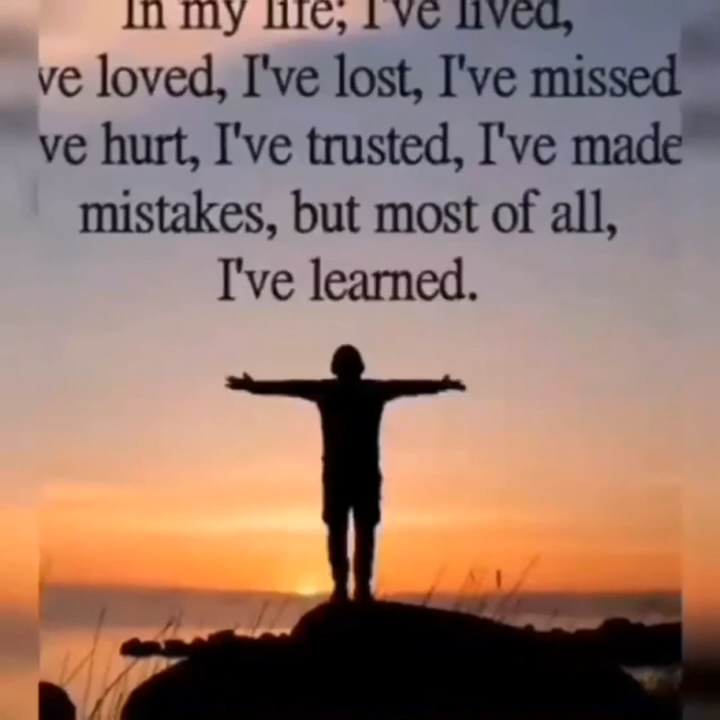 In my life; I've lived,
ve loved, I've lost, I've missed
ve hurt, I've trusted, I've made
mistakes, but most of all,
I've learned.